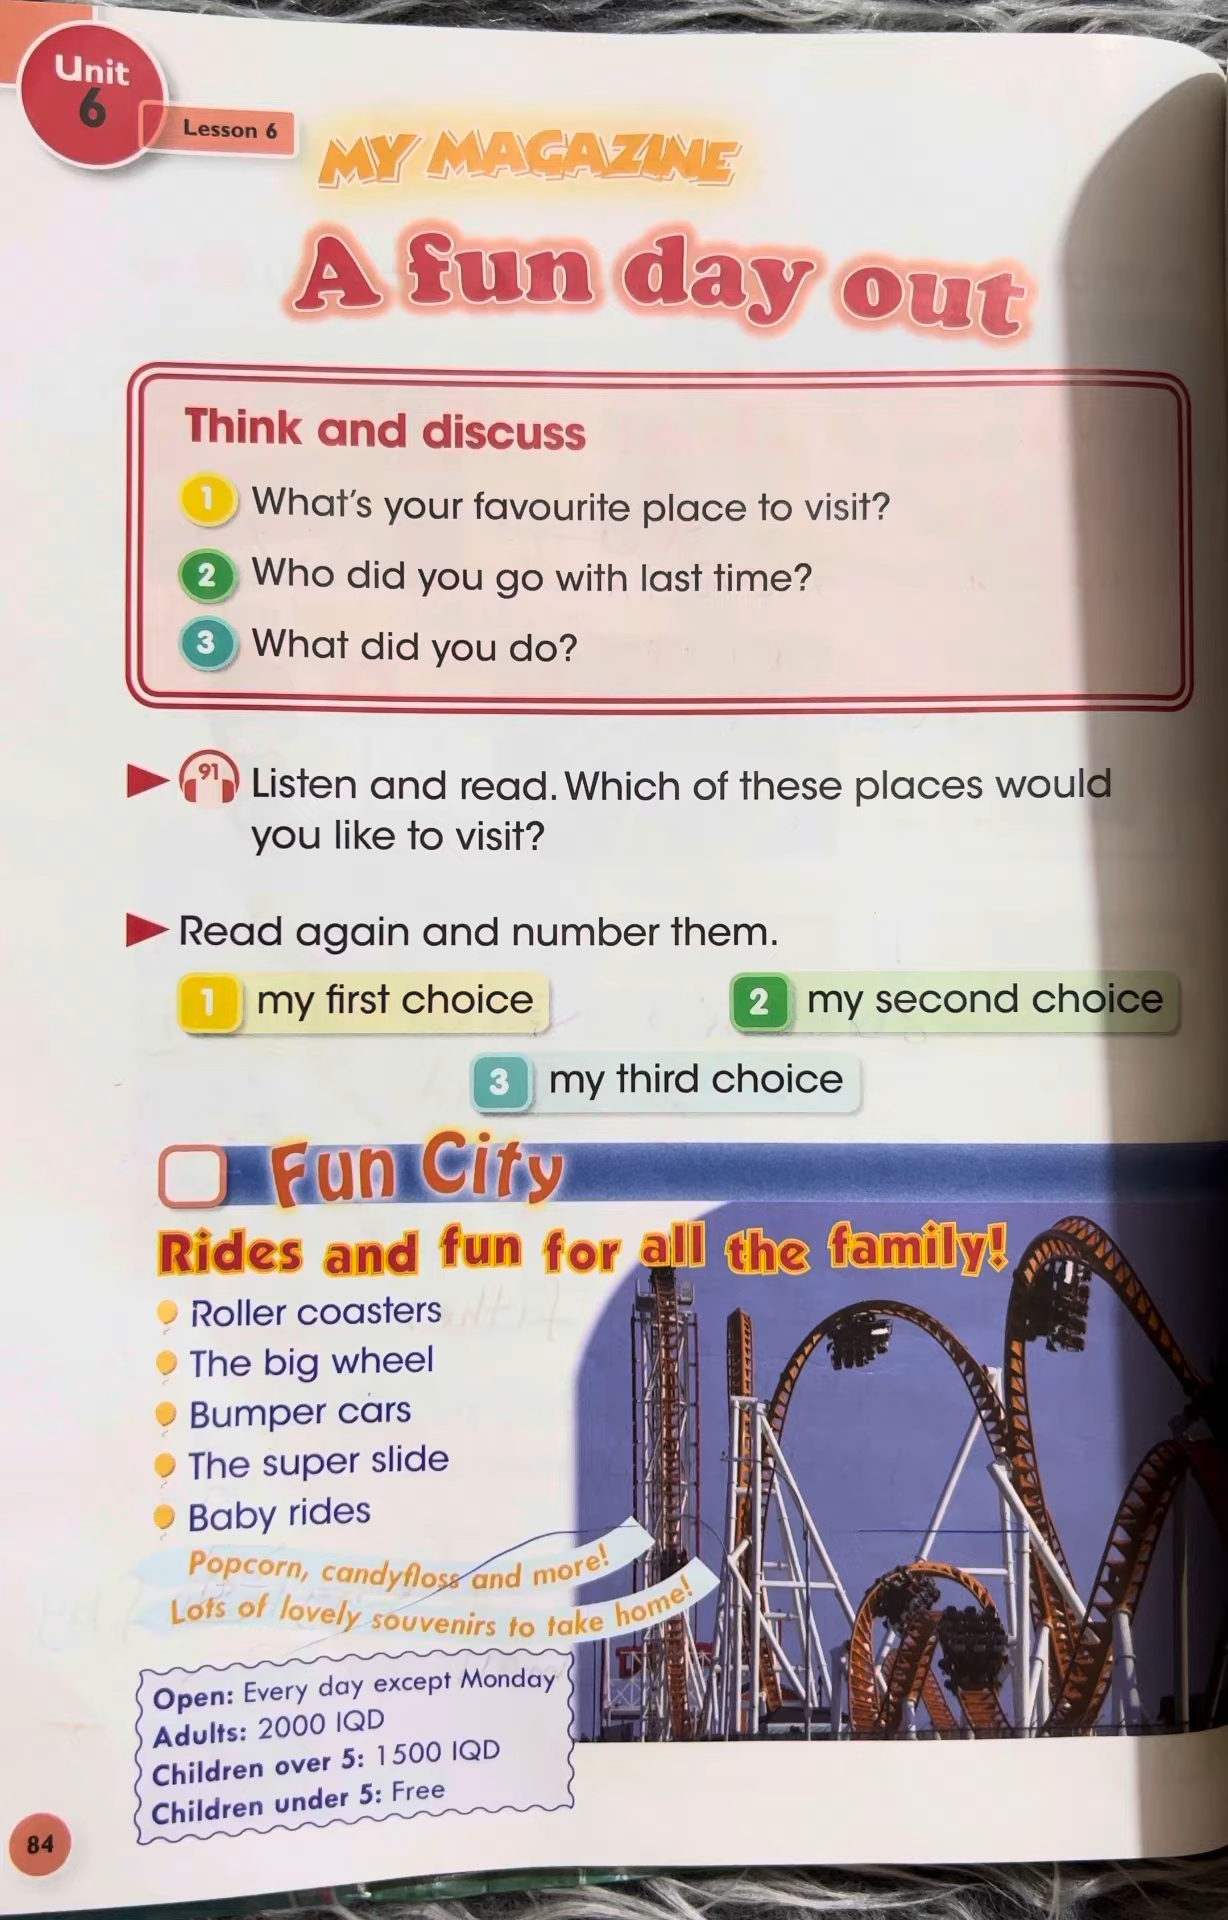 Unit
6
Lesson 6
MY MAGAZINE
A fun day out
Think and discuss
1 What's your favourite place to visit?
2 Who did you go with last time?
3 What did you do?
91 Listen and read. Which of these places would
you like to visit?
Read again and number them.
1 my first choice
2 my second choice
3 my third choice
Fun City
Rides and fun for all the family!
Roller coasters
The big wheel
Bumper cars
The super slide
Baby rides
Popcorn, candyfloss and more!
Lots of lovely souvenirs to take home!
Open: Every day except Monday
Adults: 2000 IQD
Children over 5: 1500 IQD
Children under 5: Free
84